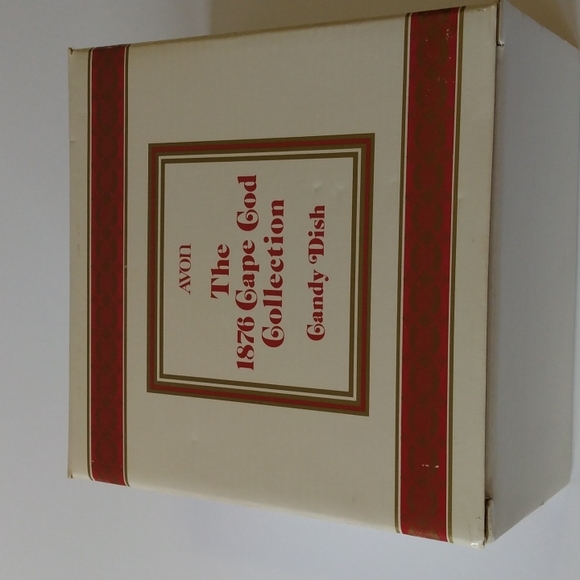 AVON
The
1876 Cape Cod
Collection
Candy Dish